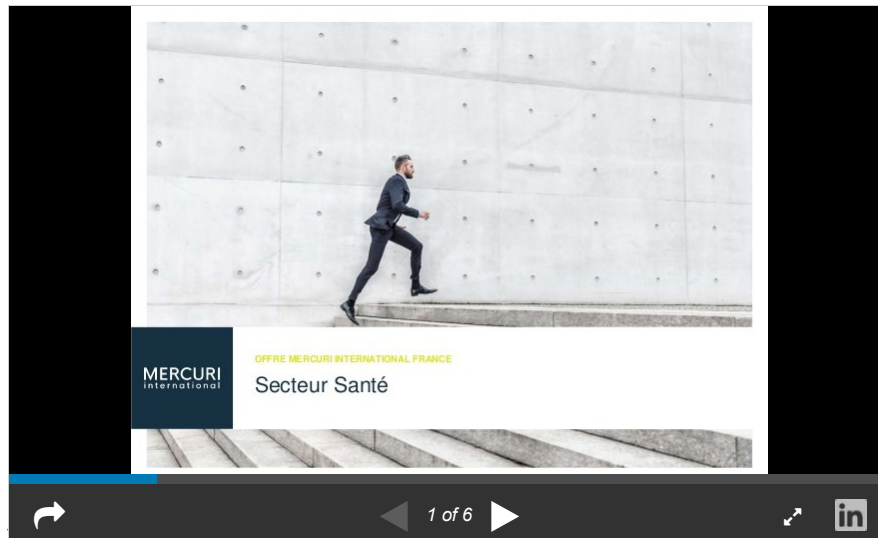 OFFRE MERCURI INTERNATIONAL FRANCE
MERCURI
international
Secteur Santé
1 of 6
in